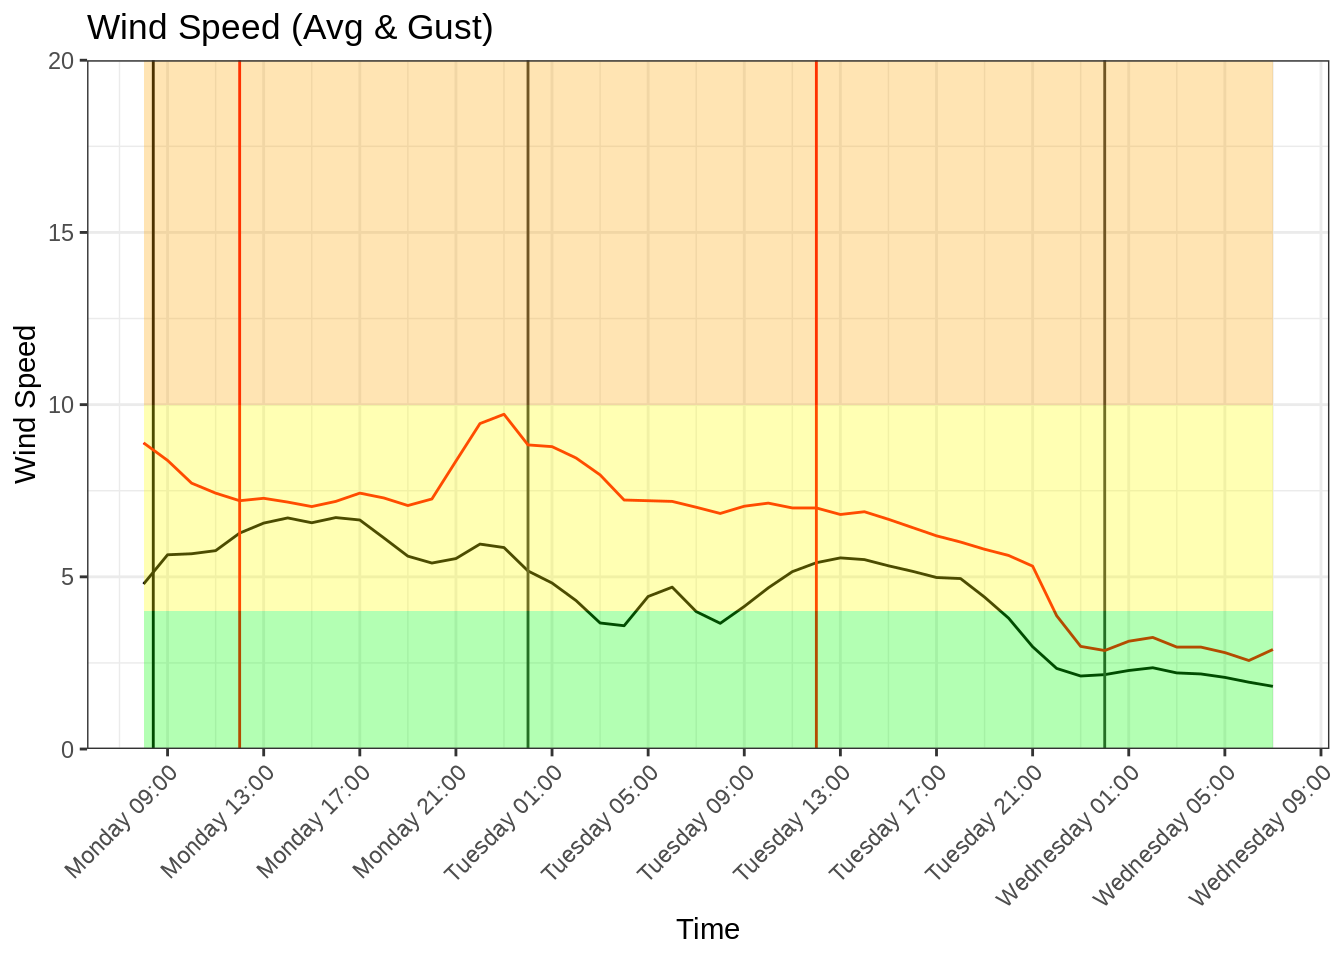 Wind Speed (Avg & Gust)
20
15
10
5
0
Wind Speed
Monday 09:00
Monday 13:00
Monday 17:00
Monday 21:00
Tuesday 01:00
Tuesday 05:00
Tuesday 09:00
Tuesday 13:00
Tuesday 17:00
Tuesday 21:00
Wednesday 01:00
Wednesday 05:00
Wednesday 09:00
Time